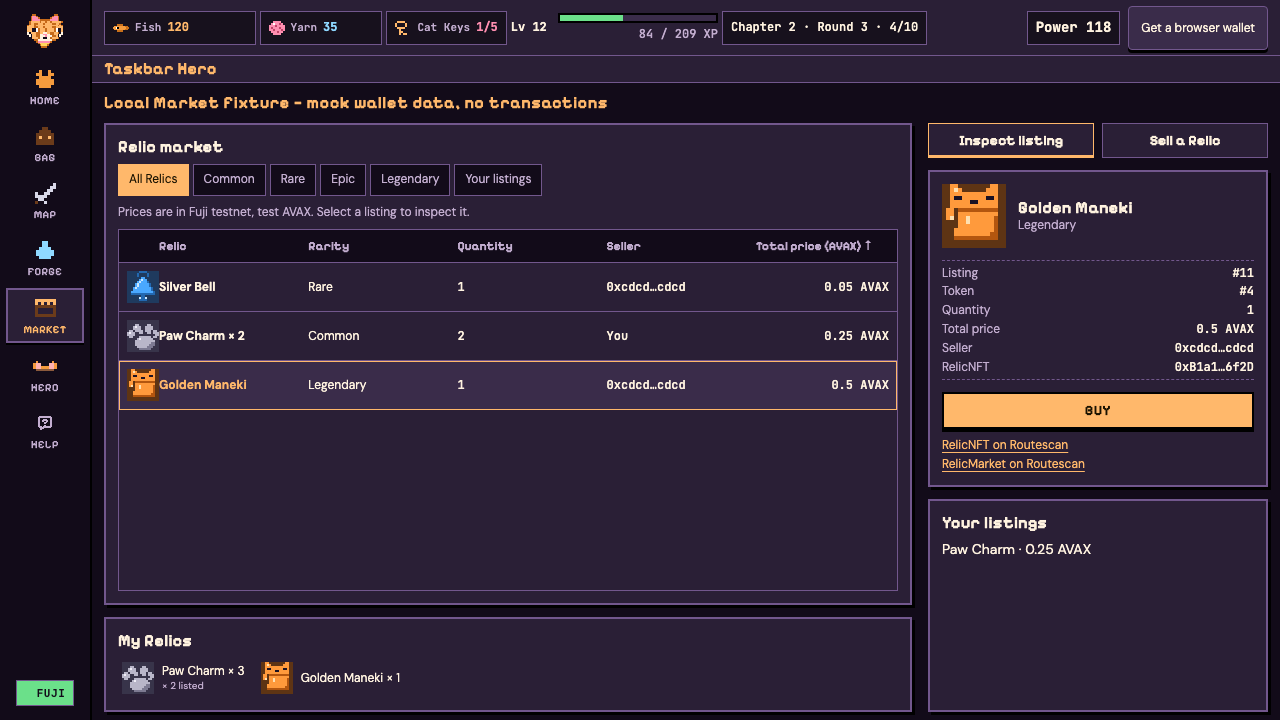 Fish 120
Yarn 35
Cat Keys 1/5
Lv 12
84 / 209 XP
Chapter 2 · Round 3 · 4/10
Power 118
Get a browser wallet
HOME
BAG
MAP
FORGE
MARKET
HERO
HELP
FUJI
Taskbar Hero
Local Market Fixture - mock wallet data, no transactions
Relic market
All Relics
Common
Rare
Epic
Legendary
Your listings
Prices are in Fuji testnet, test AVAX. Select a listing to inspect it.
Relic Rarity Quantity Seller Total price (AVAX) ↑
Silver Bell Rare 1 0xcdcd…cdcd 0.05 AVAX
Paw Charm × 2 Common 2 You 0.25 AVAX
Golden Maneki Legendary 1 0xcdcd…cdcd 0.5 AVAX
My Relics
Paw Charm × 3
× 2 listed
Golden Maneki × 1
Inspect listing
Sell a Relic
Golden Maneki
Legendary
Listing #11
Token #4
Quantity 1
Total price 0.5 AVAX
Seller 0xcdcd…cdcd
RelicNFT 0xB1a1…6f2D
BUY
RelicNFT on Routescan
RelicMarket on Routescan
Your listings
Paw Charm · 0.25 AVAX